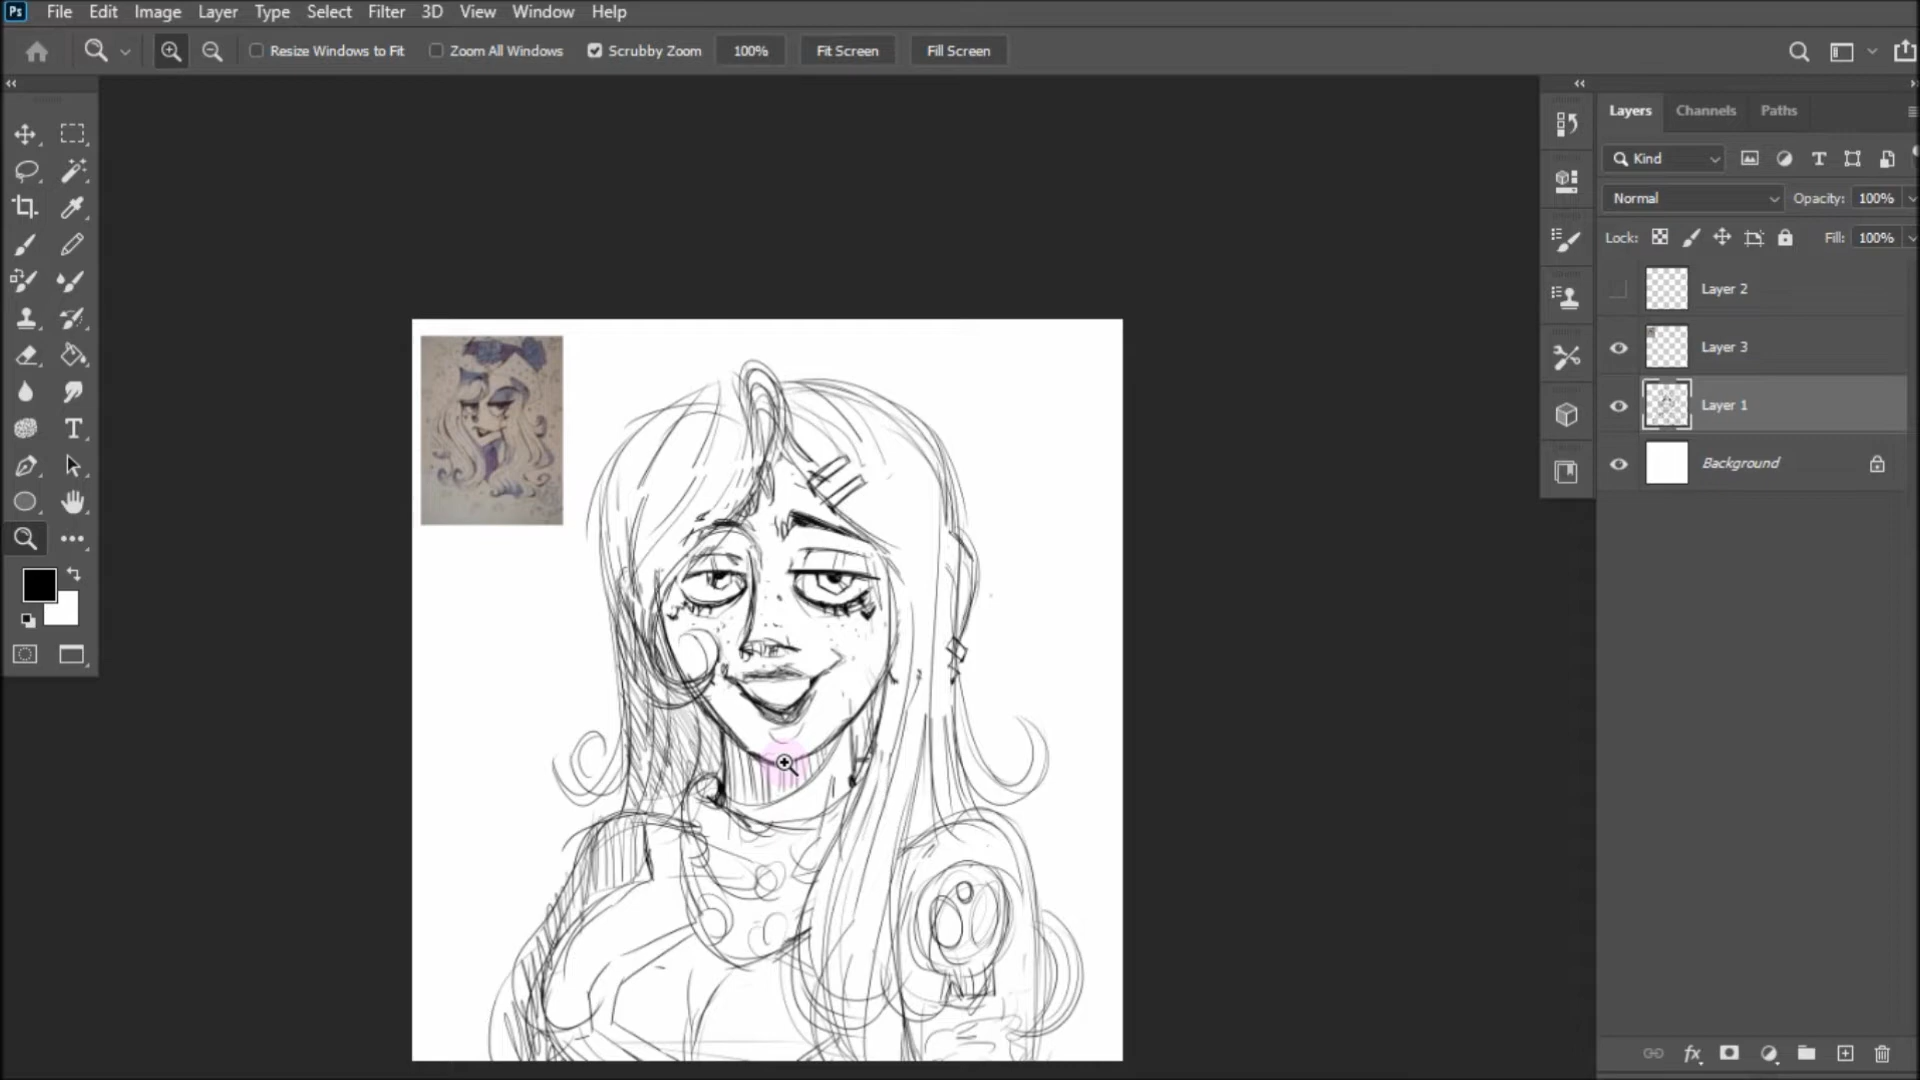 Ps File Edit Image Layer Type Select Filter 3D View Window Help
Resize Windows to Fit Zoom All Windows Scrubby Zoom 100% Fit Screen Fill Screen
Layers Channels Paths
Kind
Normal Opacity: 100%
Lock: Fill: 100%
Layer 2
Layer 3
Layer 1
Background